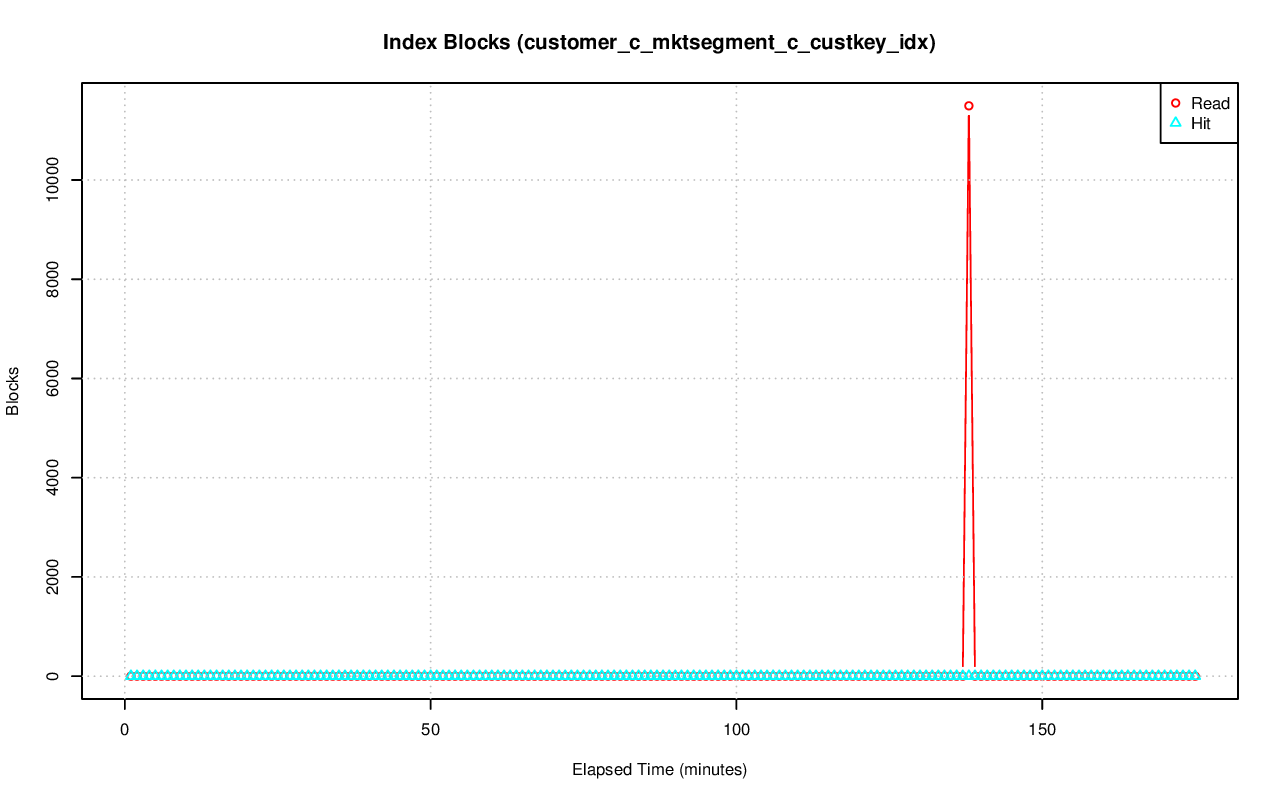 Index Blocks (customer_c_mktsegment_c_custkey_idx)
Read
Hit
10000
8000
6000
4000
2000
0
Blocks
0 50 100 150
Elapsed Time (minutes)